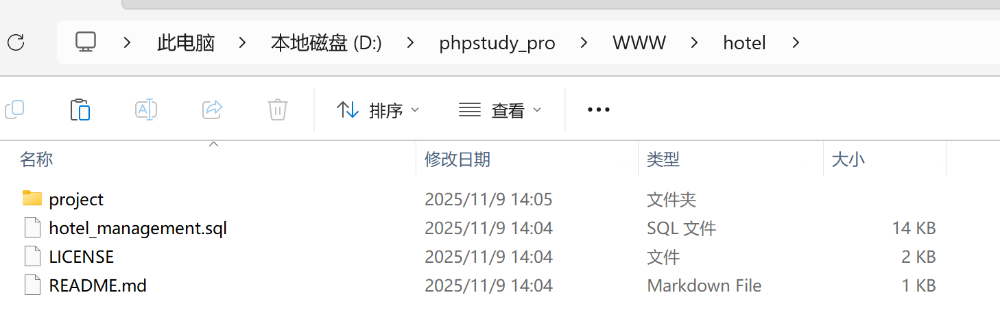 此电脑 > 本地磁盘 (D:) > phpstudy_pro > WWW > hotel >
排序 查看
名称 修改日期 类型 大小
project 2025/11/9 14:05 文件夹
hotel_management.sql 2025/11/9 14:04 SQL 文件 14 KB
LICENSE 2025/11/9 14:04 文件 2 KB
README.md 2025/11/9 14:04 Markdown File 1 KB